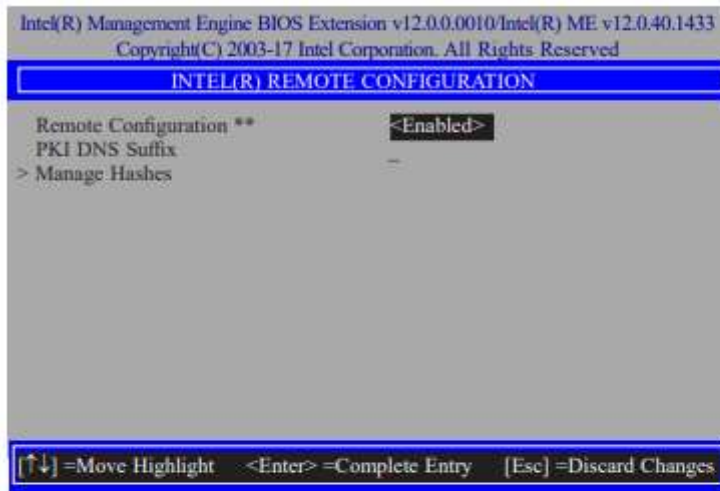 Intel(R) Management Engine BIOS Extension v12.0.0.0010/Intel(R) ME v12.0.40.1433
Copyright(C) 2003-17 Intel Corporation. All Rights Reserved
INTEL(R) REMOTE CONFIGURATION
Remote Configuration ** <Enabled>
PKI DNS Suffix _
> Manage Hashes
[↑↓] =Move Highlight <Enter> =Complete Entry [Esc] =Discard Changes